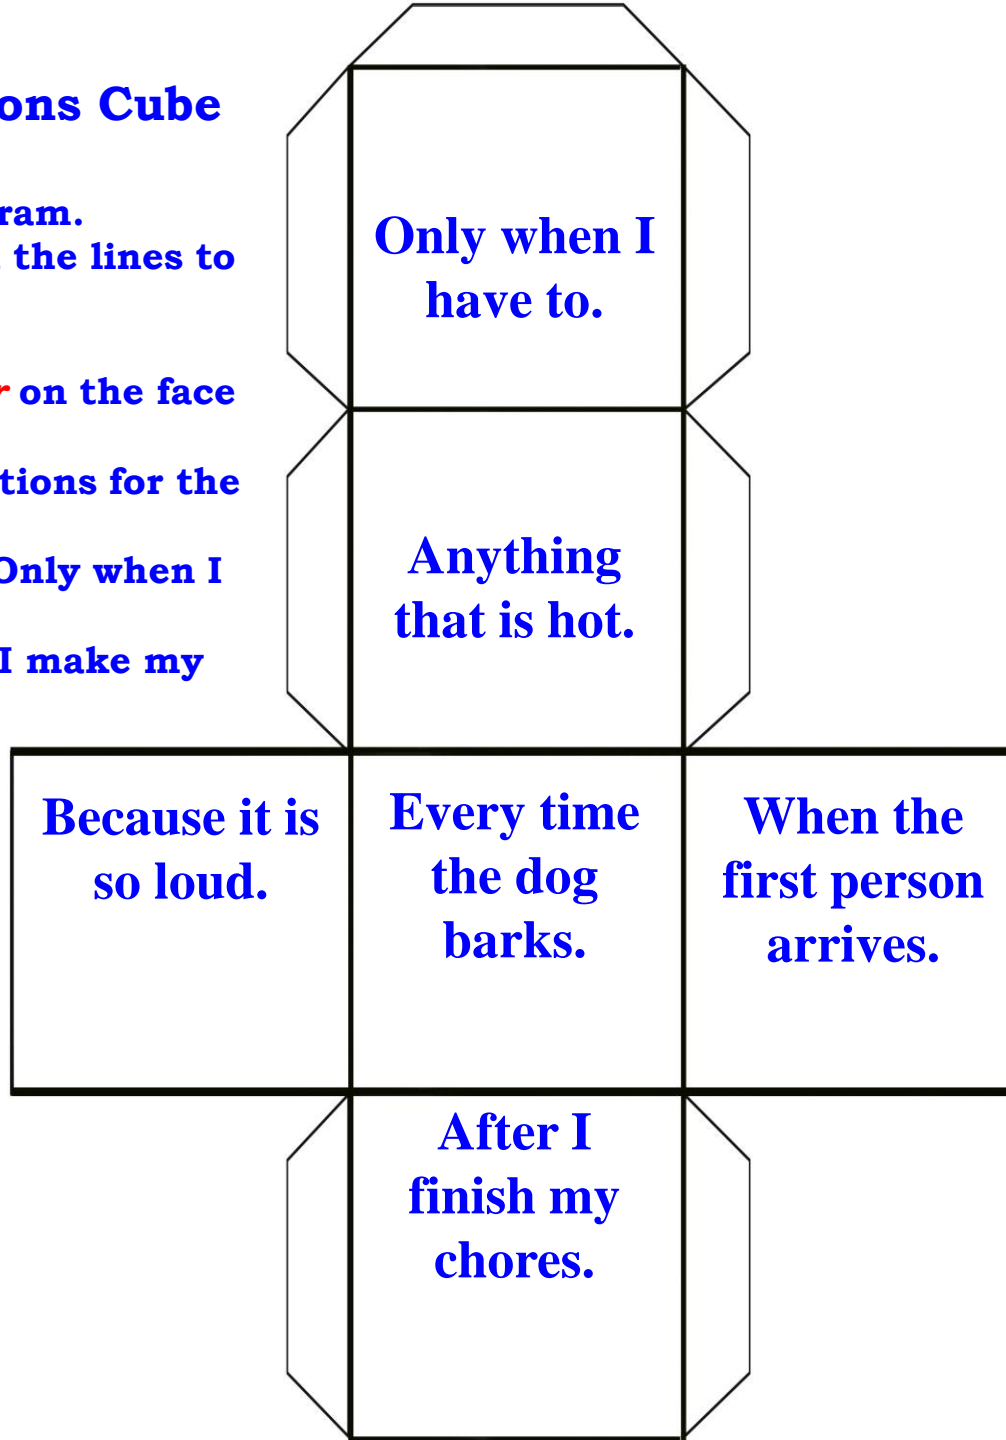 ons Cube
ram.
the lines to
r on the face
tions for the
Only when I
I make my
Only when I
have to.
Anything
that is hot.
Because it is
so loud.
Every time
the dog
barks.
When the
first person
arrives.
After I
finish my
chores.